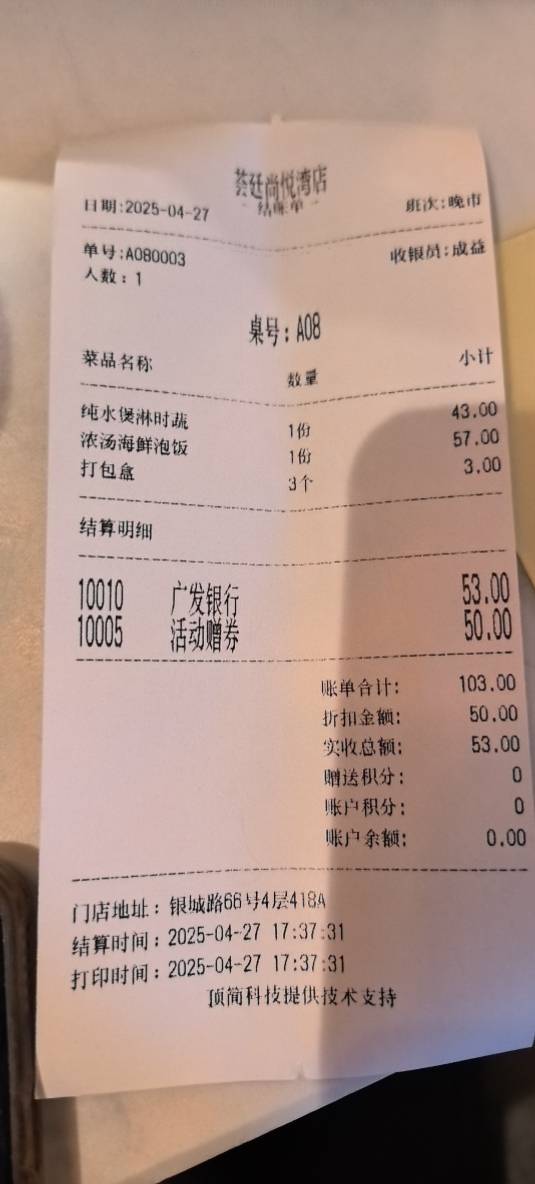 荟廷尚悦湾店
-结账单-
日期:2025-04-27 班次:晚市
单号:A080003 收银员:成益
人数: 1
桌号: A08
菜品名称 数量 小计
纯水煲淋时蔬 1份 43.00
浓汤海鲜泡饭 1份 57.00
打包盒 3个 3.00
结算明细
10010 广发银行 53.00
10005 活动赠券 50.00
账单合计: 103.00
折扣金额: 50.00
实收总额: 53.00
赠送积分: 0
账户积分: 0
账户余额: 0.00
门店地址: 银城路66号4层418A
结算时间: 2025-04-27 17:37:31
打印时间: 2025-04-27 17:37:31
顶简科技提供技术支持